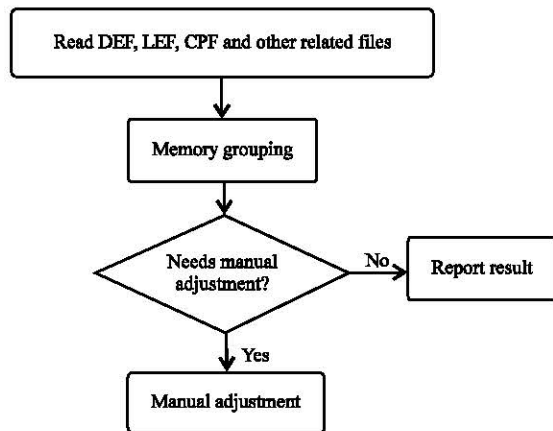 Read DEF, LEF, CPF and other related files
Memory grouping
Needs manual
adjustment?
No
Report result
Yes
Manual adjustment